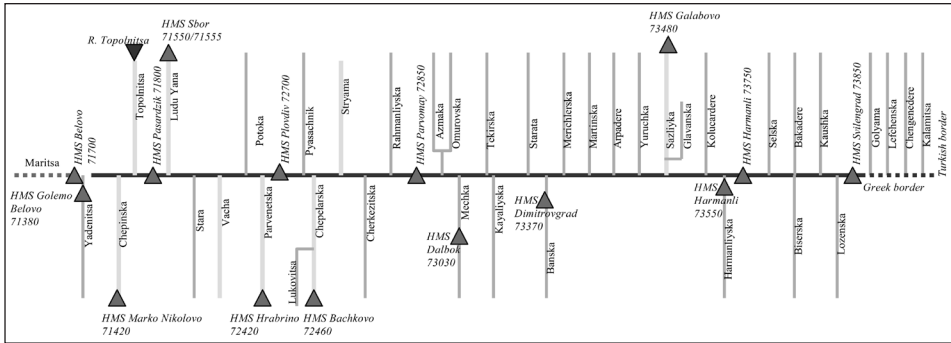 HMS Sbor
71550/71555
HMS Galabovo
73480
R. Topolnitsa
Topolnitsa
HMS Pasardzik 71800
Ludu Yana
Potoka
HMS Plovdiv 72700
Pyasachnik
Stryama
Rahmanliyska
HMS Parvomay 72850
Azmaka
Omurovska
Tekirska
Starata
Merichlerska
Martinska
Arpadere
Yuruchka
Sazliyka
Glavanska
Kolucardere
HMS Harmanli 73750
Selska
Bakadere
Kaushka
HMS Svilengrad 73850
Golyama
Lefchenska
Chengenedere
Kalamitsa
Turkish border
Maritsa
HMS Belovo
71700
Greek border
HMS Golemo
Belovo
71380
Yadenitsa
Chepinska
Stara
Vacha
Parvenetska
Lukovitsa
Chepelarska
Cherkezitska
Mechka
HMS
Dalbok
73030
Kayaliyska
HMS
Dimitrovgrad
73370
Banska
HMS
Harmanli
73550
Harmanliyska
Biserska
Lozenska
HMS Marko Nikolovo
71420
HMS Hrabrino
72420
HMS Bachkovo
72460